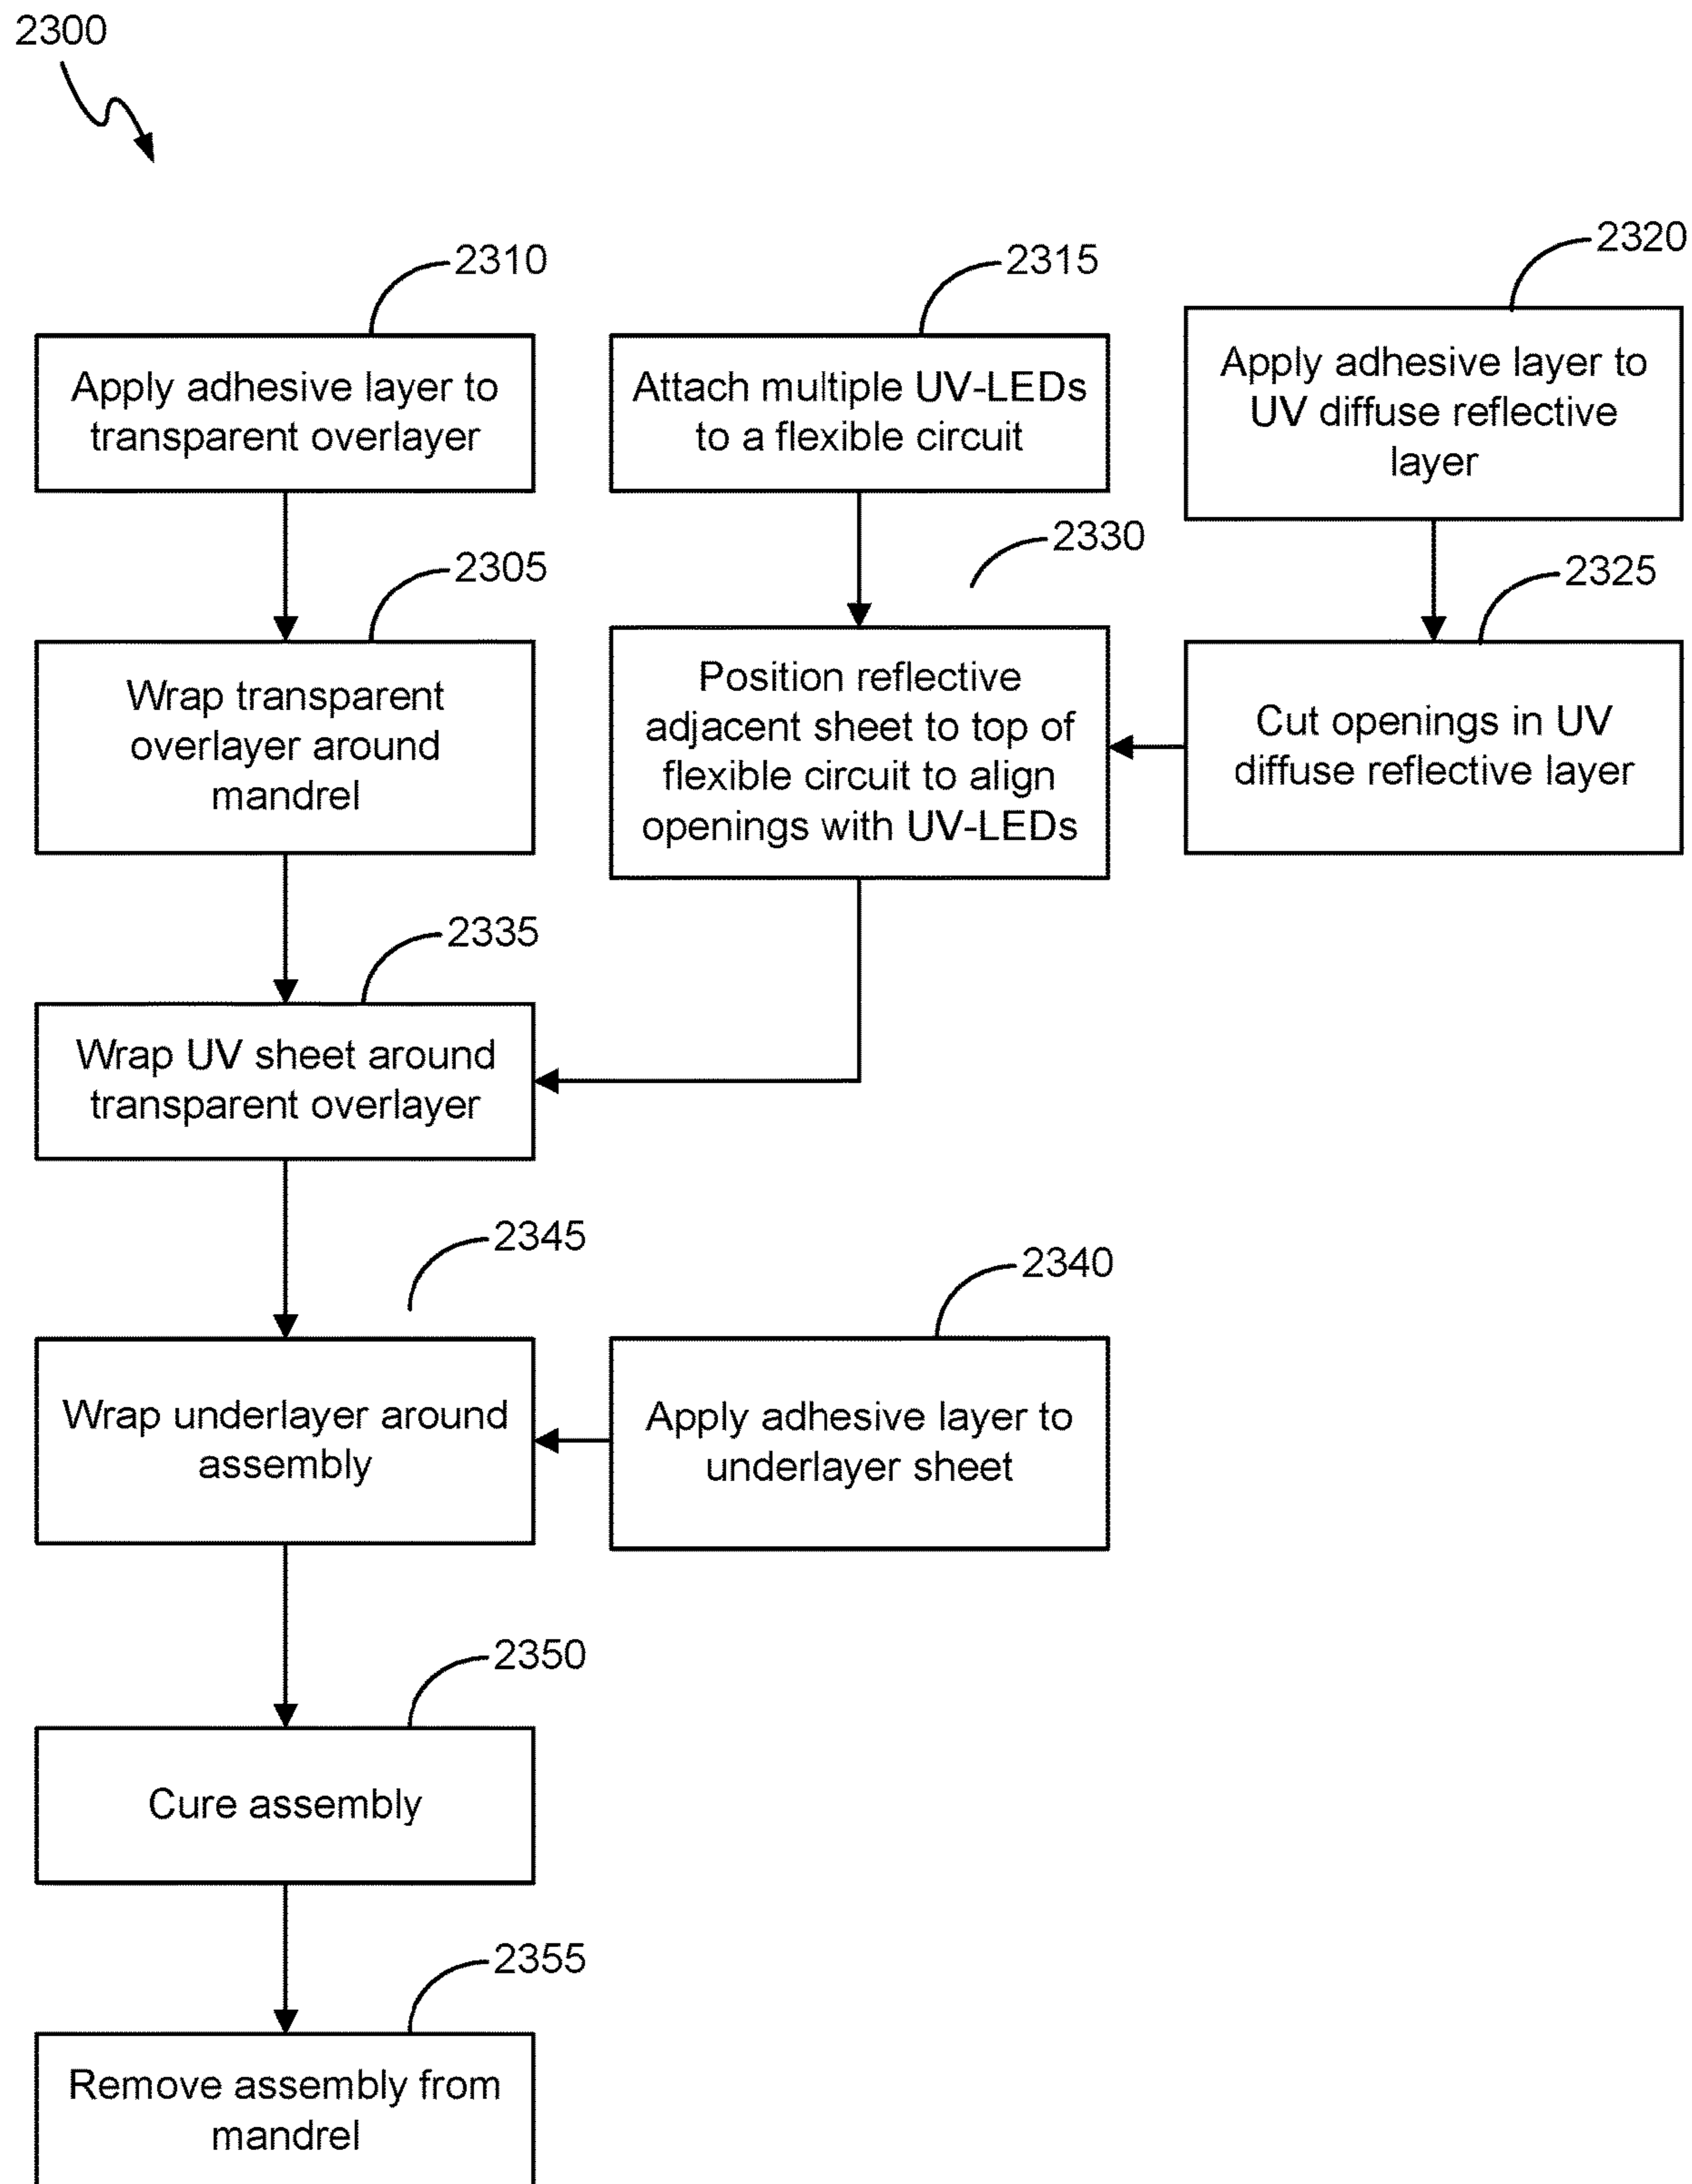 2300
2310
Apply adhesive layer to
transparent overlayer
2315
Attach multiple UV-LEDs
to a flexible circuit
2320
Apply adhesive layer to
UV diffuse reflective
layer
2305
Wrap transparent
overlayer around
mandrel
2330
Position reflective
adjacent sheet to top of
flexible circuit to align
openings with UV-LEDs
2325
Cut openings in UV
diffuse reflective layer
2335
Wrap UV sheet around
transparent overlayer
2345
Wrap underlayer around
assembly
2340
Apply adhesive layer to
underlayer sheet
2350
Cure assembly
2355
Remove assembly from
mandrel